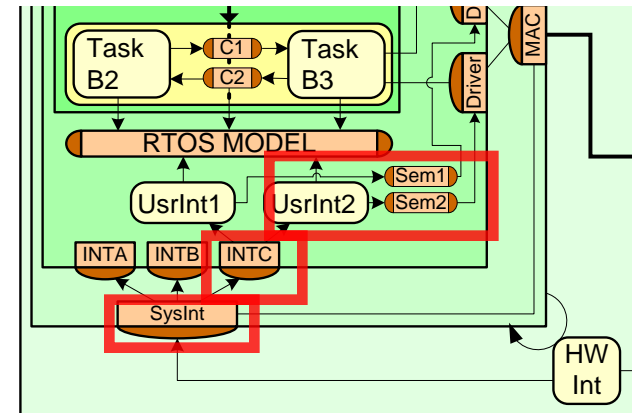 D
MAC
Task
B2
C1
C2
Task
B3
Driver
RTOS MODEL
UsrInt1
UsrInt2
Sem1
Sem2
INTA
INTB
INTC
SysInt
HW
Int